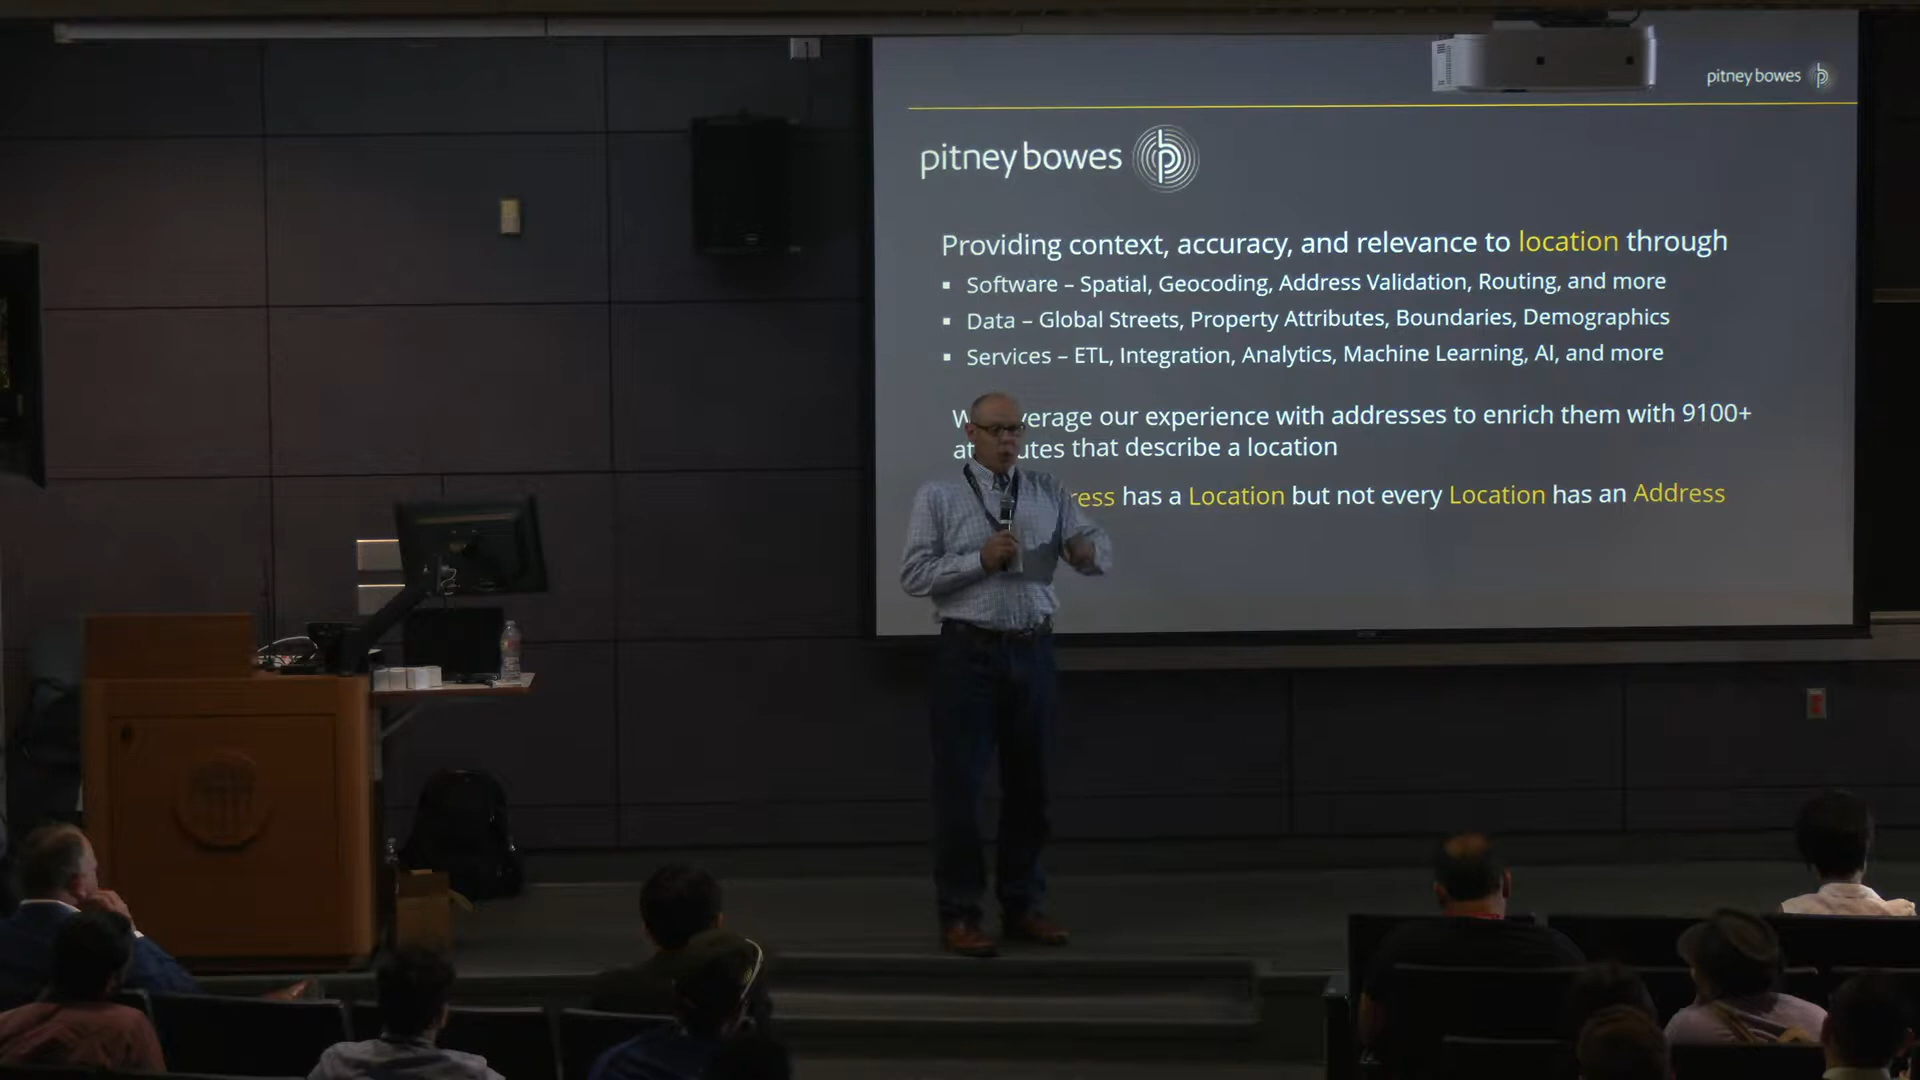 pitney bowes
pitney bowes
Providing context, accuracy, and relevance to location through
▪ Software – Spatial, Geocoding, Address Validation, Routing, and more
▪ Data – Global Streets, Property Attributes, Boundaries, Demographics
▪ Services – ETL, Integration, Analytics, Machine Learning, AI, and more
W verage our experience with addresses to enrich them with 9100+
at utes that describe a location
ress has a Location but not every Location has an Address